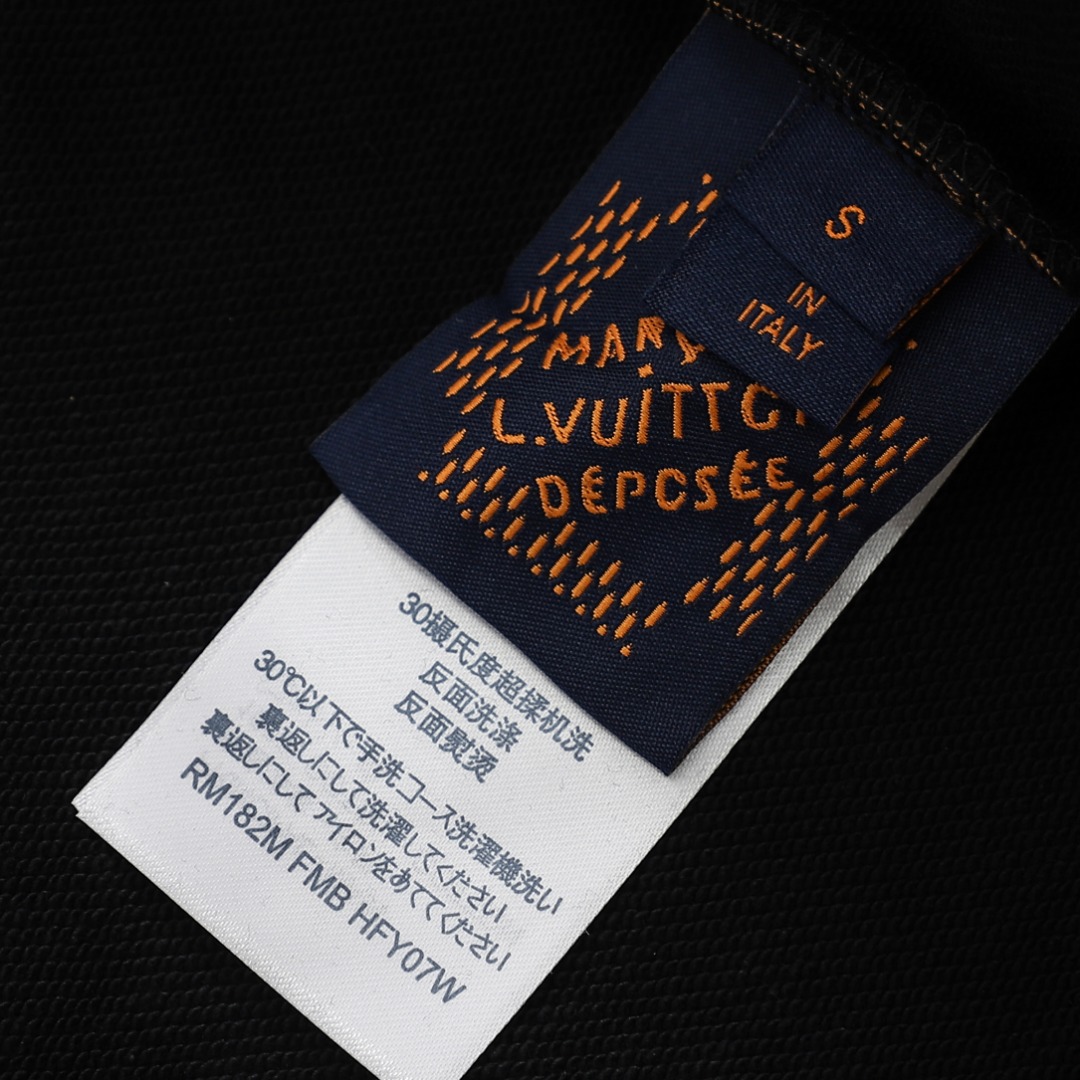 S
IN
ITALY
L.VUITTO
DÉPOSÉE
30摄氏度超揉机洗
反面洗涤
反面熨烫
30℃以下で手洗コース洗濯機洗い
裏返しにして洗濯してください
裏返しにしてアイロンをあててください
RM182M FMB HFY07W